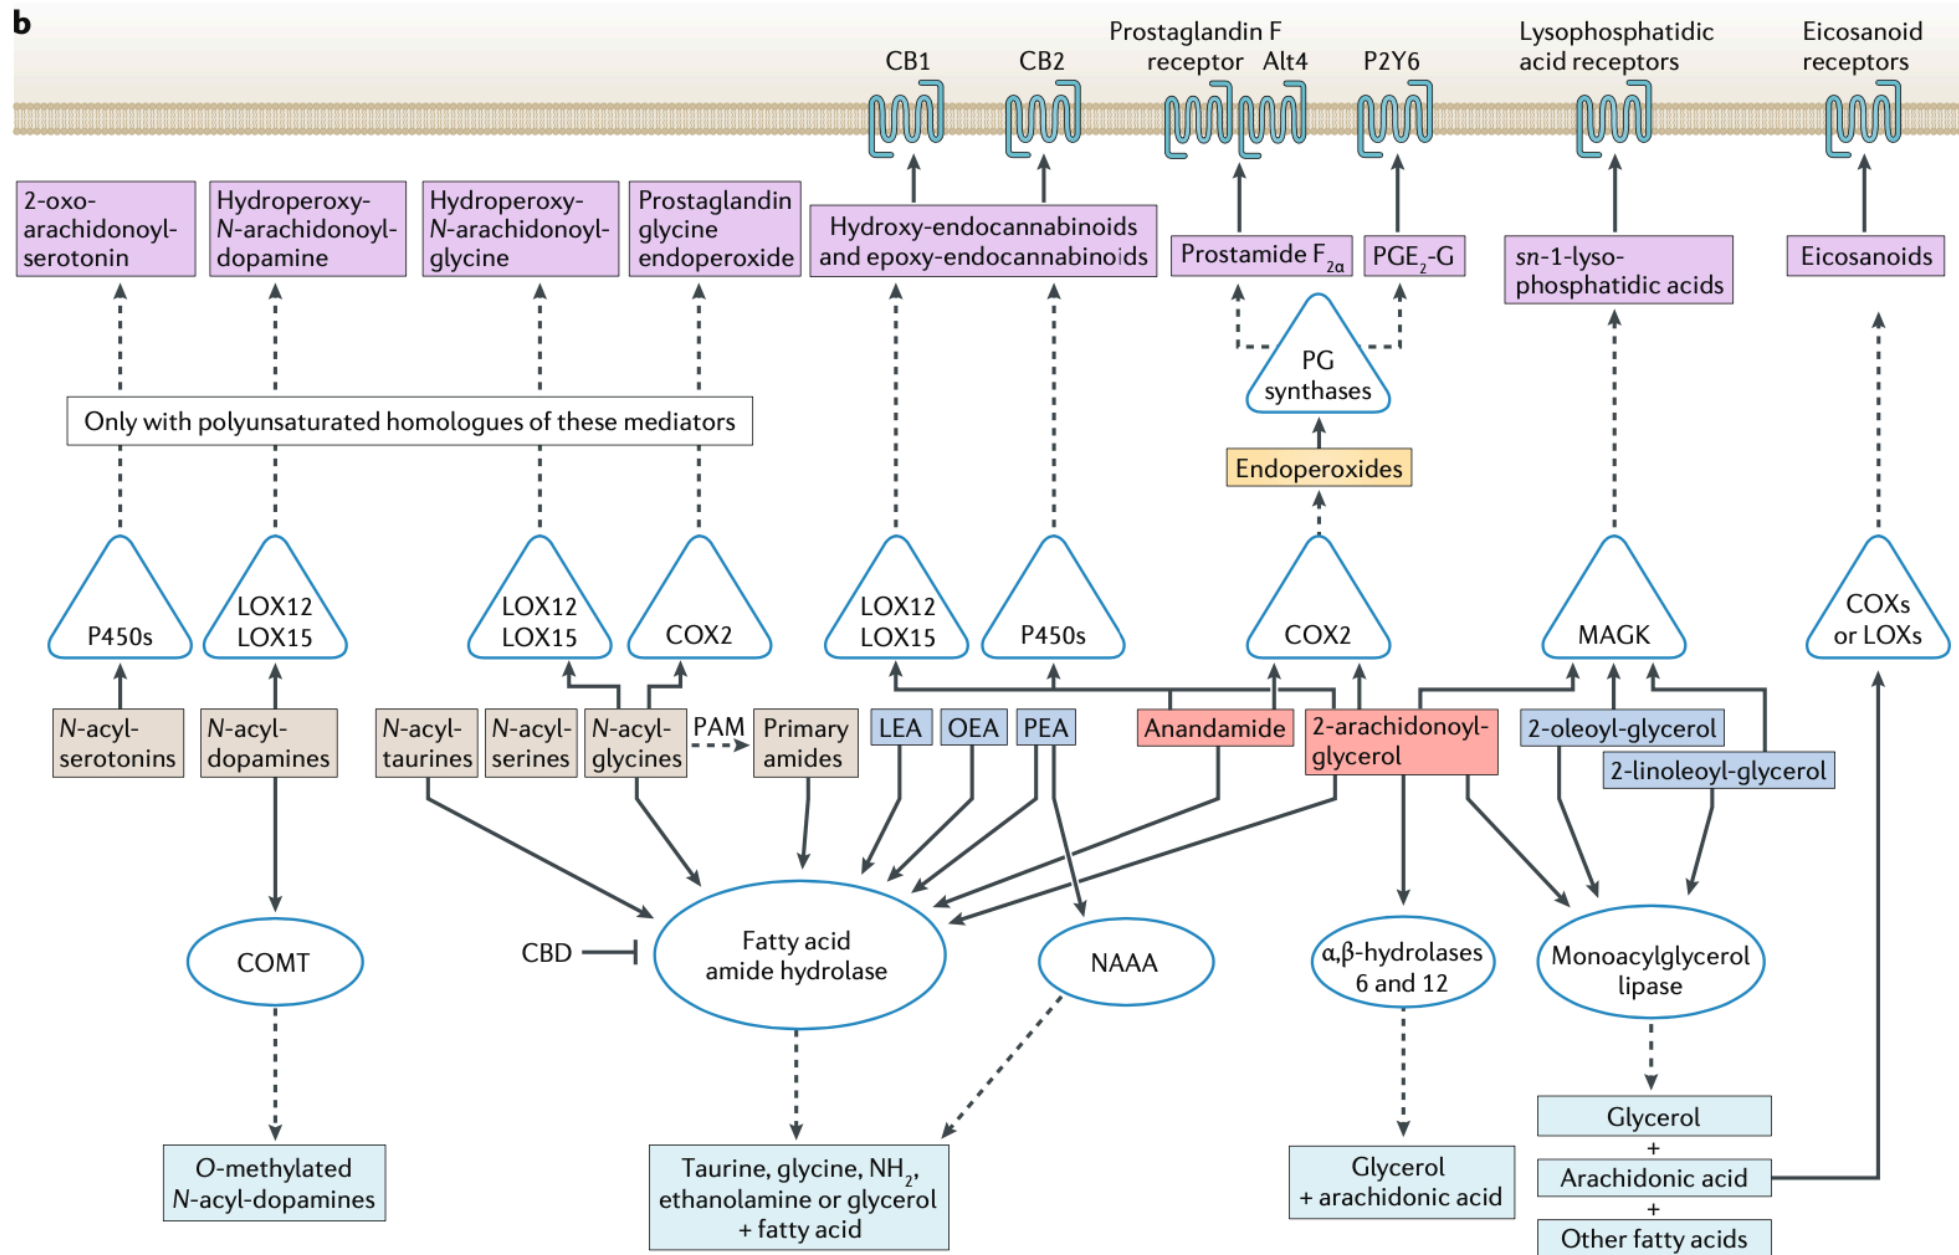 b
CB1
CB2
Prostaglandin F
receptor
Alt4
P2Y6
Lysophosphatidic
acid receptors
Eicosanoid
receptors
2-oxo-
arachidonoyl-
serotonin
Hydroperoxy-
N-arachidonoyl-
dopamine
Hydroperoxy-
N-arachidonoyl-
glycine
Prostaglandin
glycine
endoperoxide
Hydroxy-endocannabinoids
and epoxy-endocannabinoids
Prostamide F2α
PGE2-G
sn-1-lyso-
phosphatidic acids
Eicosanoids
PG
synthases
Only with polyunsaturated homologues of these mediators
Endoperoxides
P450s
LOX12
LOX15
LOX12
LOX15
COX2
LOX12
LOX15
P450s
COX2
MAGK
COXs
or LOXs
N-acyl-
serotonins
N-acyl-
dopamines
N-acyl-
taurines
N-acyl-
serines
N-acyl-
glycines
PAM
Primary
amides
LEA
OEA
PEA
Anandamide
2-arachidonoyl-
glycerol
2-oleoyl-glycerol
2-linoleoyl-glycerol
COMT
CBD
Fatty acid
amide hydrolase
NAAA
α,β-hydrolases
6 and 12
Monoacylglycerol
lipase
O-methylated
N-acyl-dopamines
Taurine, glycine, NH2,
ethanolamine or glycerol
+ fatty acid
Glycerol
+ arachidonic acid
Glycerol
+
Arachidonic acid
+
Other fatty acids